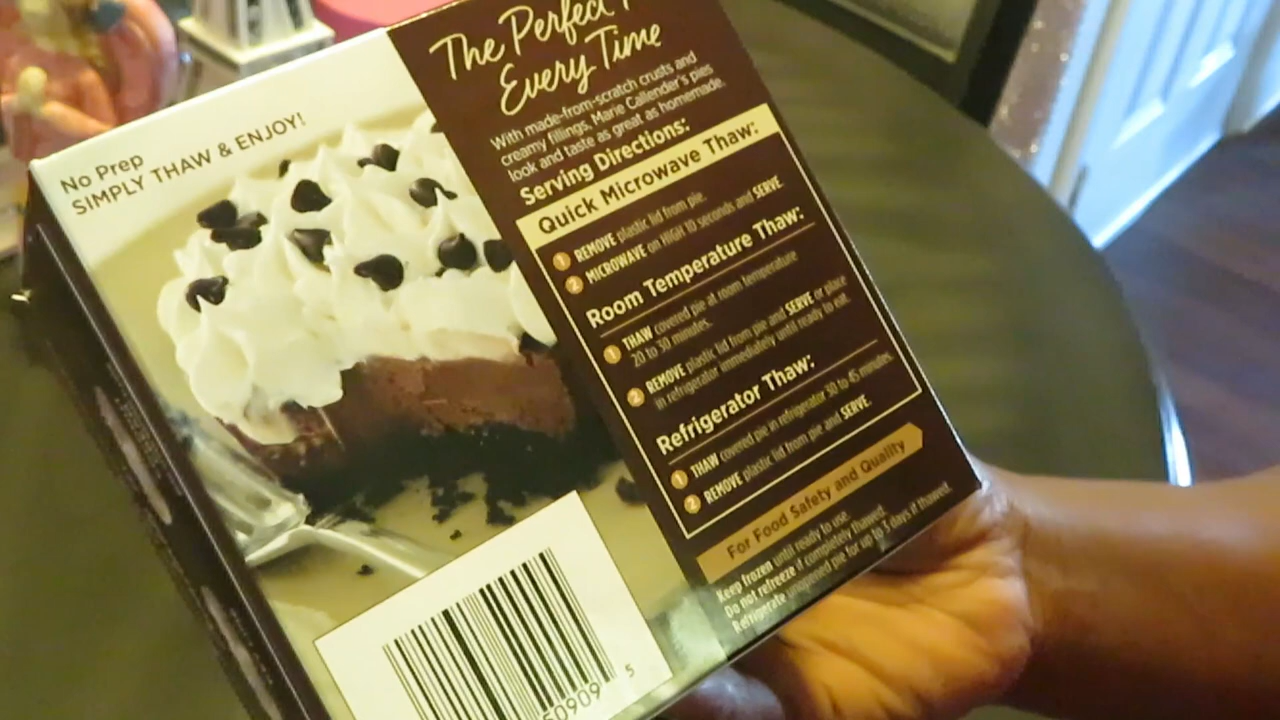 No Prep
SIMPLY THAW & ENJOY!
The Perfect
Every Time
With made-from-scratch crusts and
creamy fillings, Marie Callender's pies
look and taste as great as homemade.
Serving Directions:
Quick Microwave Thaw:
1 REMOVE plastic lid from pie.
2 MICROWAVE on HIGH 10 seconds and SERVE.
Room Temperature Thaw:
1 THAW covered pie at room temperature
20 to 30 minutes.
2 REMOVE plastic lid from pie and SERVE or place
in refrigerator immediately until ready to eat.
Refrigerator Thaw:
1 THAW covered pie in refrigerator 30 to 45 minutes.
2 REMOVE plastic lid from pie and SERVE.
For Food Safety and Quality
Keep frozen until ready to use.
Do not refreeze if completely thawed.
Refrigerate unopened pie for up to 3 days if thawed.
50909 5